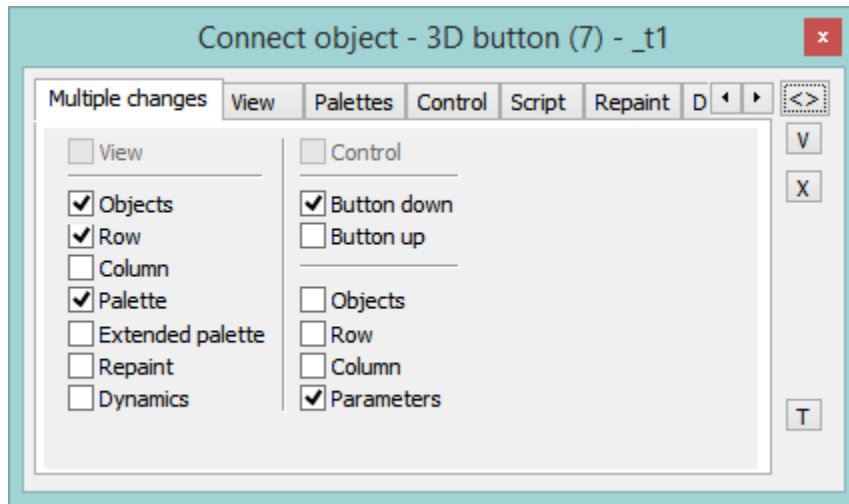 Connect object - 3D button (7) - _t1
x
Multiple changes View Palettes Control Script Repaint D
<>
V
X
T
View
Objects
Row
Column
Palette
Extended palette
Repaint
Dynamics
Control
Button down
Button up
Objects
Row
Column
Parameters